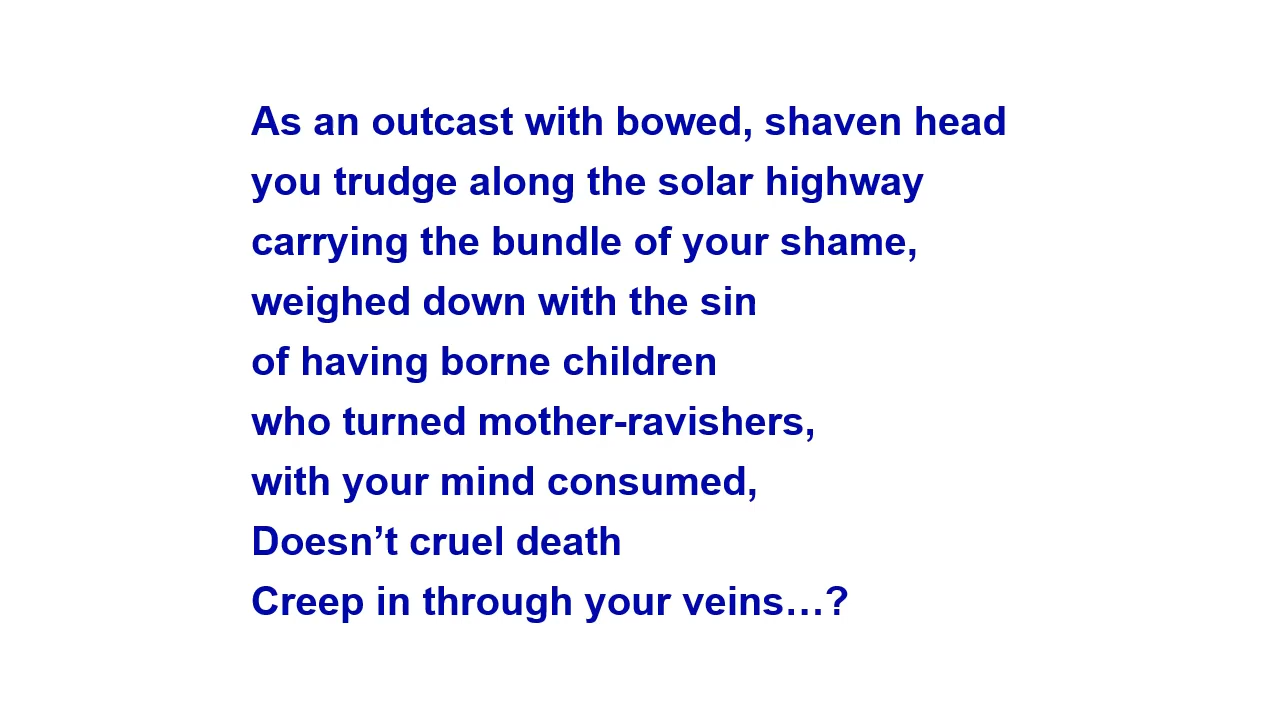 As an outcast with bowed, shaven head
you trudge along the solar highway
carrying the bundle of your shame,
weighed down with the sin
of having borne children
who turned mother-ravishers,
with your mind consumed,
Doesn’t cruel death
Creep in through your veins…?